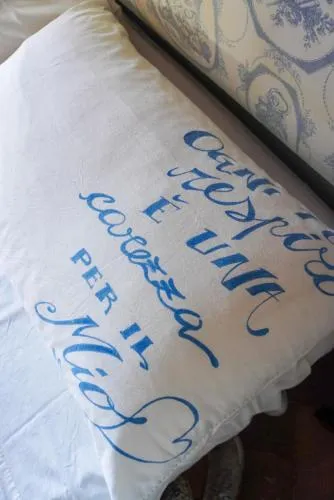 Ogni
respiro
È UNA
carezza
PER IL
Mio